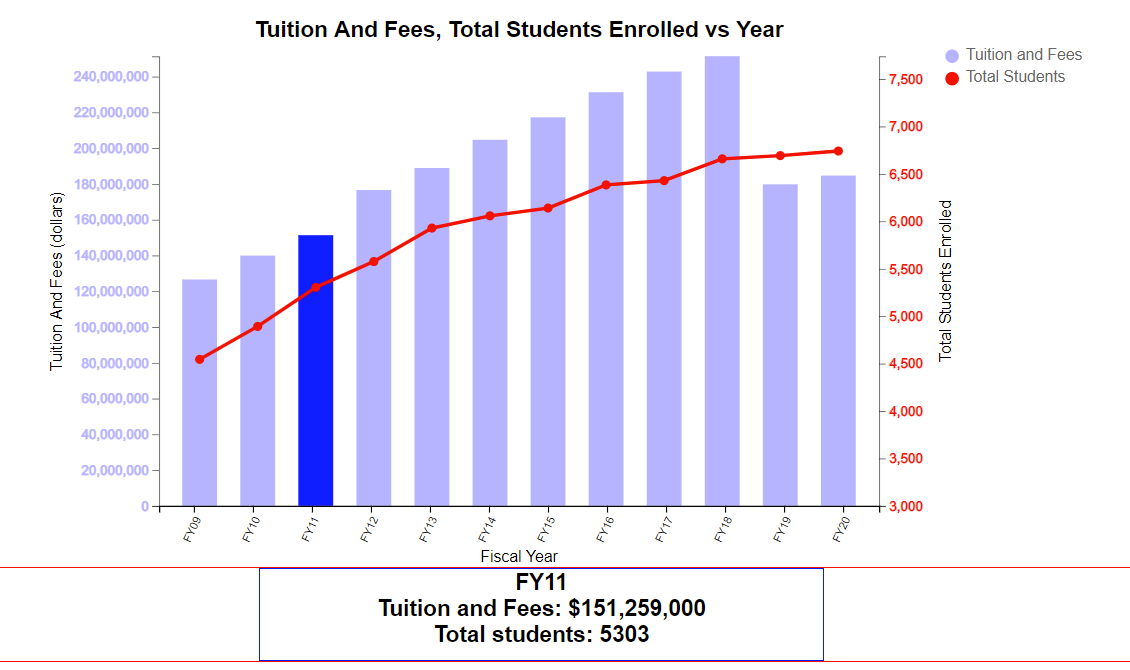 Tuition And Fees, Total Students Enrolled vs Year
Tuition and Fees
Total Students
Tuition And Fees (dollars)
240,000,000
220,000,000
200,000,000
180,000,000
160,000,000
140,000,000
120,000,000
100,000,000
80,000,000
60,000,000
40,000,000
20,000,000
0
7,500
7,000
6,500
6,000
5,500
5,000
4,500
4,000
3,500
3,000
Total Students Enrolled
FY09
FY10
FY11
FY12
FY13
FY14
FY15
FY16
FY17
FY18
FY19
FY20
Fiscal Year
FY11
Tuition and Fees: $151,259,000
Total students: 5303